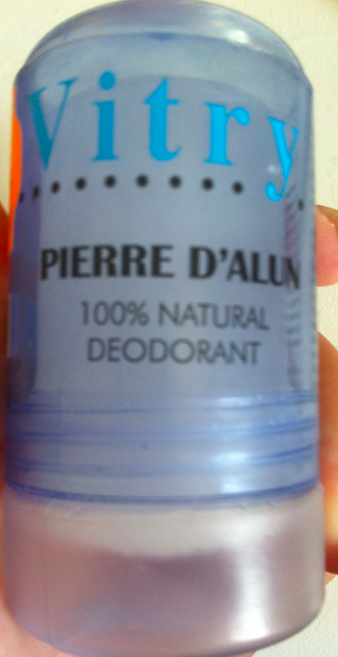 Vitry
PIERRE D'ALUN
100% NATURAL
DEODORANT